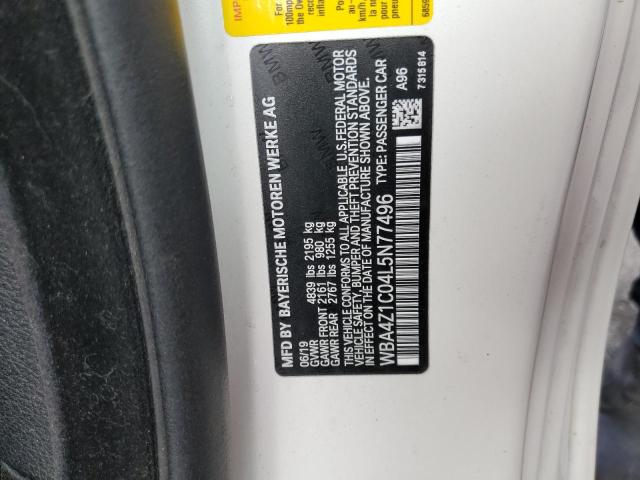 MFD BY BAYERISCHE MOTOREN WERKE AG
06/19
GVWR 4839 lbs 2195 kg
GAWR FRONT 2161 lbs 980 kg
GAWR REAR 2767 lbs 1255 kg
THIS VEHICLE CONFORMS TO ALL APPLICABLE U.S.FEDERAL MOTOR
VEHICLE SAFETY, BUMPER AND THEFT PREVENTION STANDARDS
IN EFFECT ON THE DATE OF MANUFACTURE SHOWN ABOVE.
WBA4Z1C04L5N77496 TYPE: PASSENGER CAR
A96
7 315 814